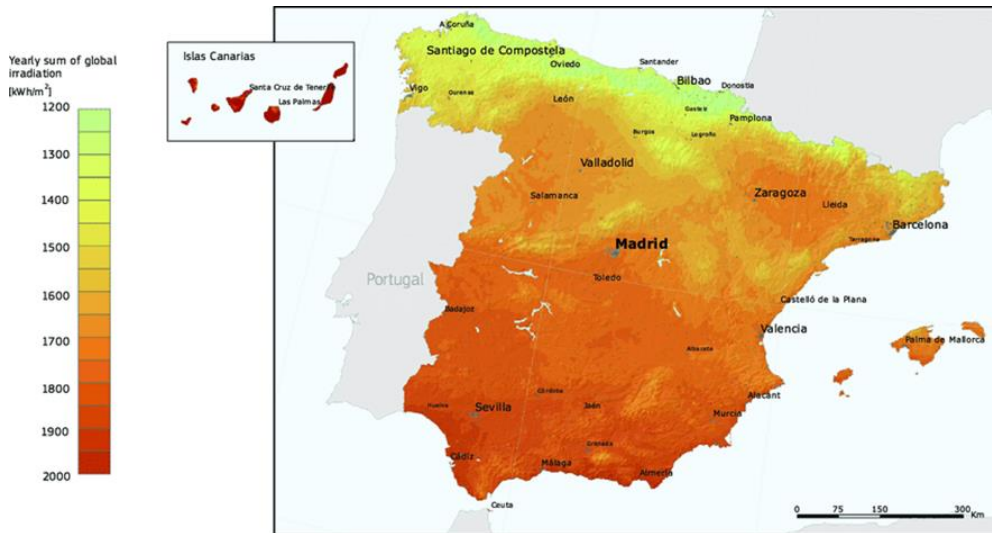 Yearly sum of global
irradiation
[kWh/m²]
1200
1300
1400
1500
1600
1700
1800
1900
2000
Islas Canarias
Santa Cruz de Tenerife
Las Palmas
A Coruña
Santiago de Compostela
Oviedo
Santander
Bilbao
Donostia
Vigo
Ourense
León
Gasteiz
Pamplona
Burgos
Logroño
Valladolid
Zaragoza
Salamanca
Lleida
Barcelona
Tarragona
Madrid
Portugal
Toledo
Castelló de la Plana
Badajoz
Valencia
Palma de Mallorca
Albacete
Alacant
Córdoba
Huelva
Sevilla
Jaén
Murcia
Granada
Cádiz
Málaga
Almería
Ceuta
0 75 150 300
Km